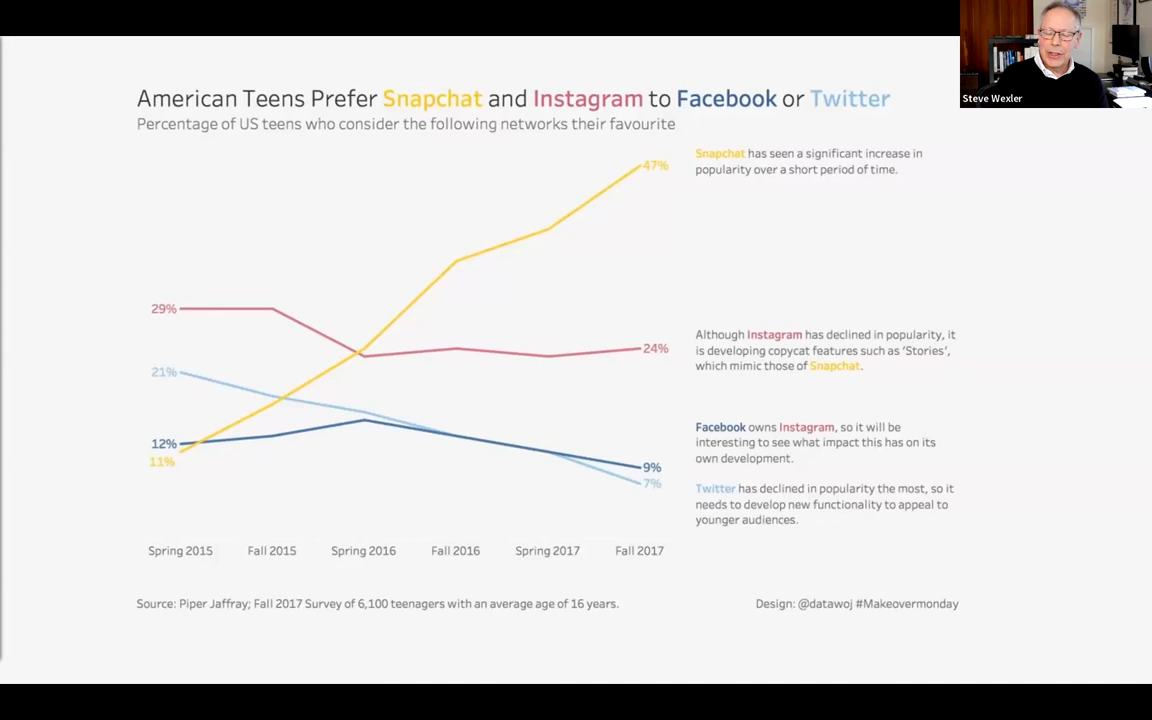 Steve Wexler
American Teens Prefer Snapchat and Instagram to Facebook or Twitter
Percentage of US teens who consider the following networks their favourite
47%
29%
24%
21%
12%
11%
9%
7%
Snapchat has seen a significant increase in
popularity over a short period of time.
Although Instagram has declined in popularity, it
is developing copycat features such as ‘Stories’,
which mimic those of Snapchat.
Facebook owns Instagram, so it will be
interesting to see what impact this has on its
own development.
Twitter has declined in popularity the most, so it
needs to develop new functionality to appeal to
younger audiences.
Spring 2015 Fall 2015 Spring 2016 Fall 2016 Spring 2017 Fall 2017
Source: Piper Jaffray; Fall 2017 Survey of 6,100 teenagers with an average age of 16 years.
Design: @datawoj #Makeovermonday